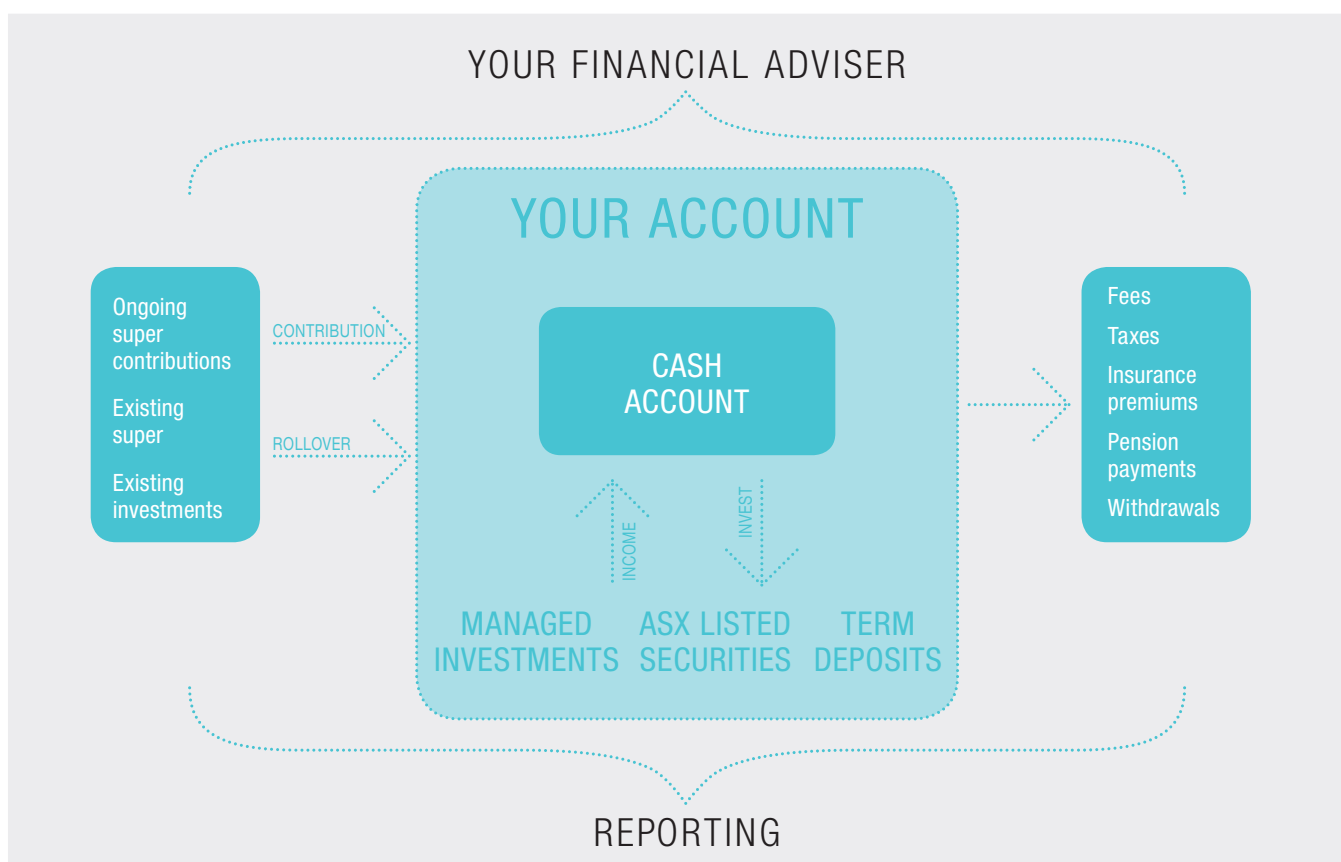 YOUR FINANCIAL ADVISER
YOUR ACCOUNT
Ongoing
super
contributions
Existing
super
Existing
investments
CONTRIBUTION
ROLLOVER
CASH
ACCOUNT
INCOME
INVEST
MANAGED
INVESTMENTS
ASX LISTED
SECURITIES
TERM
DEPOSITS
Fees
Taxes
Insurance
premiums
Pension
payments
Withdrawals
REPORTING